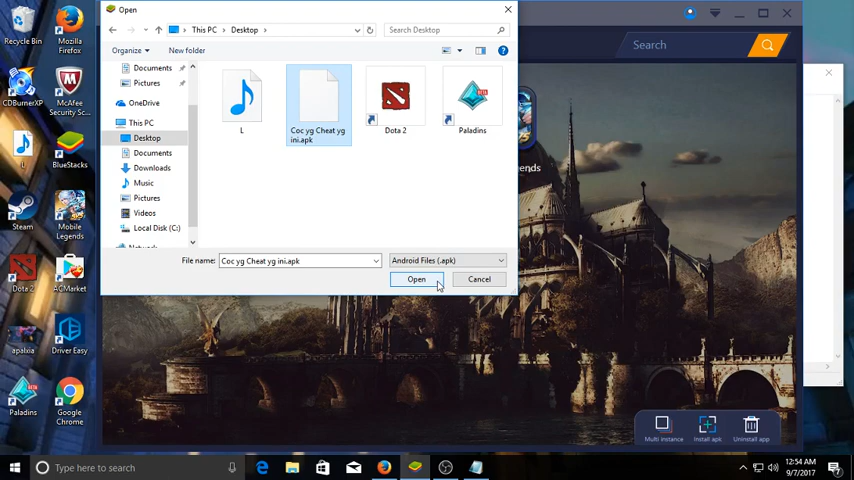 Recycle Bin
Mozilla
Firefox
CDBurnerXP
McAfee
Security Sc...
L
BlueStacks
Steam
Mobile
Legends
Dota 2
ACMarket
apalxia
Driver Easy
Paladins
Google
Chrome
Open
This PC
Desktop
Search Desktop
Organize
New folder
Documents
Pictures
OneDrive
This PC
Desktop
Documents
Downloads
Music
Pictures
Videos
Local Disk (C:)
L
Coc yg Cheat yg
ini.apk
Dota 2
BETA
Paladins
File name:
Coc yg Cheat yg ini.apk
Android Files (.apk)
Open
Cancel
Search
Multi instance
Install apk
Uninstall app
Type here to search
12:54 AM
9/7/2017